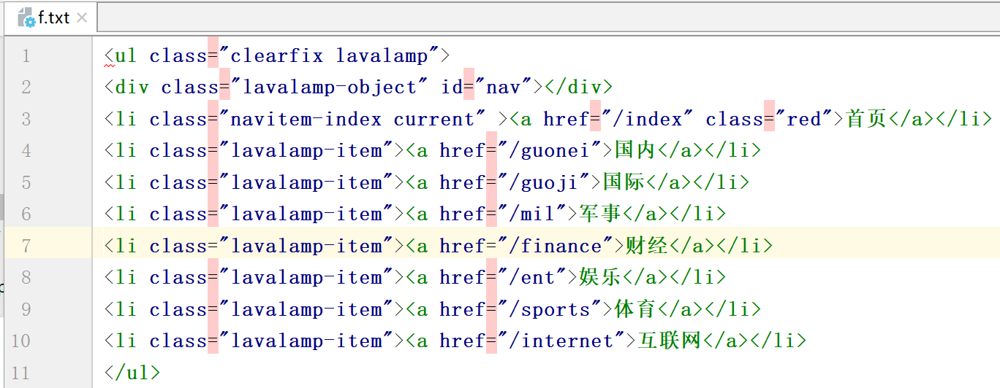 f.txt
1 <ul class="clearfix lavalamp">
2 <div class="lavalamp-object" id="nav"></div>
3 <li class="navitem-index current" ><a href="/index" class="red">首页</a></li>
4 <li class="lavalamp-item"><a href="/guonei">国内</a></li>
5 <li class="lavalamp-item"><a href="/guoji">国际</a></li>
6 <li class="lavalamp-item"><a href="/mil">军事</a></li>
7 <li class="lavalamp-item"><a href="/finance">财经</a></li>
8 <li class="lavalamp-item"><a href="/ent">娱乐</a></li>
9 <li class="lavalamp-item"><a href="/sports">体育</a></li>
10 <li class="lavalamp-item"><a href="/internet">互联网</a></li>
11 </ul>